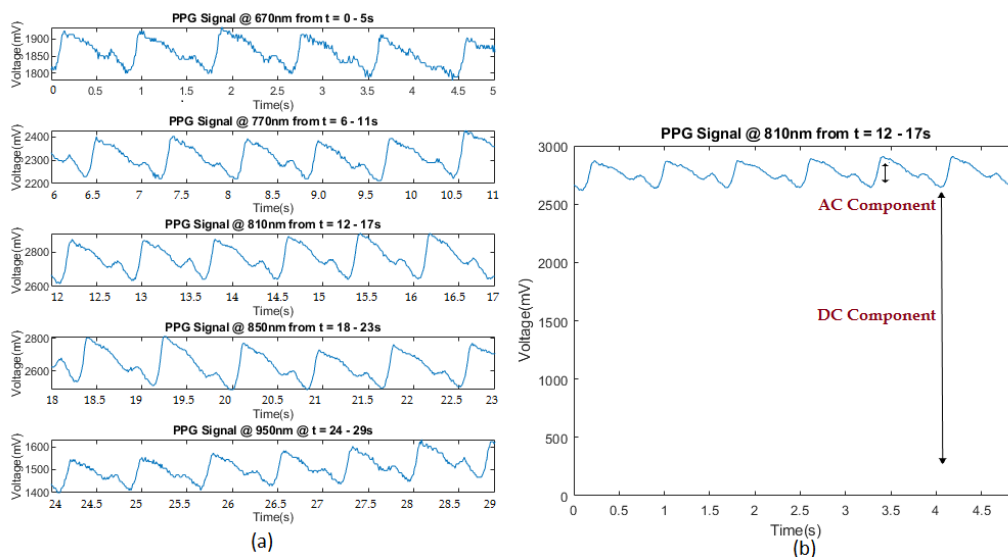 PPG Signal @ 670nm from t = 0 - 5s
Voltage(mV)
1900
1850
1800
0 0.5 1 1.5 2 2.5 3 3.5 4 4.5 5
Time(s)
PPG Signal @ 770nm from t = 6 - 11s
Voltage(mV)
2400
2300
2200
6 6.5 7 7.5 8 8.5 9 9.5 10 10.5 11
Time(s)
PPG Signal @ 810nm from t = 12 - 17s
Voltage(mV)
2800
2600
12 12.5 13 13.5 14 14.5 15 15.5 16 16.5 17
Time(s)
PPG Signal @ 850nm from t = 18 - 23s
Voltage(mV)
2800
2600
18 18.5 19 19.5 20 20.5 21 21.5 22 22.5 23
Time(s)
PPG Signal @ 950nm @ t = 24 - 29s
Voltage(mV)
1600
1500
1400
24 24.5 25 25.5 26 26.5 27 27.5 28 28.5 29
Time(s)
(a)
PPG Signal @ 810nm from t = 12 - 17s
Voltage(mV)
3000
2500
2000
1500
1000
500
0
AC Component
DC Component
0 0.5 1 1.5 2 2.5 3 3.5 4 4.5
Time(s)
(b)